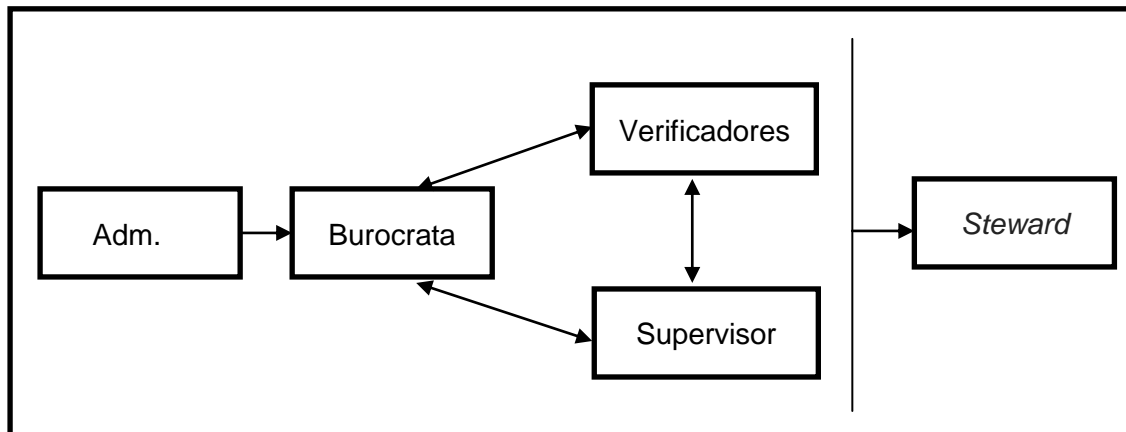 Verificadores
Adm.
Burocrata
Steward
Supervisor